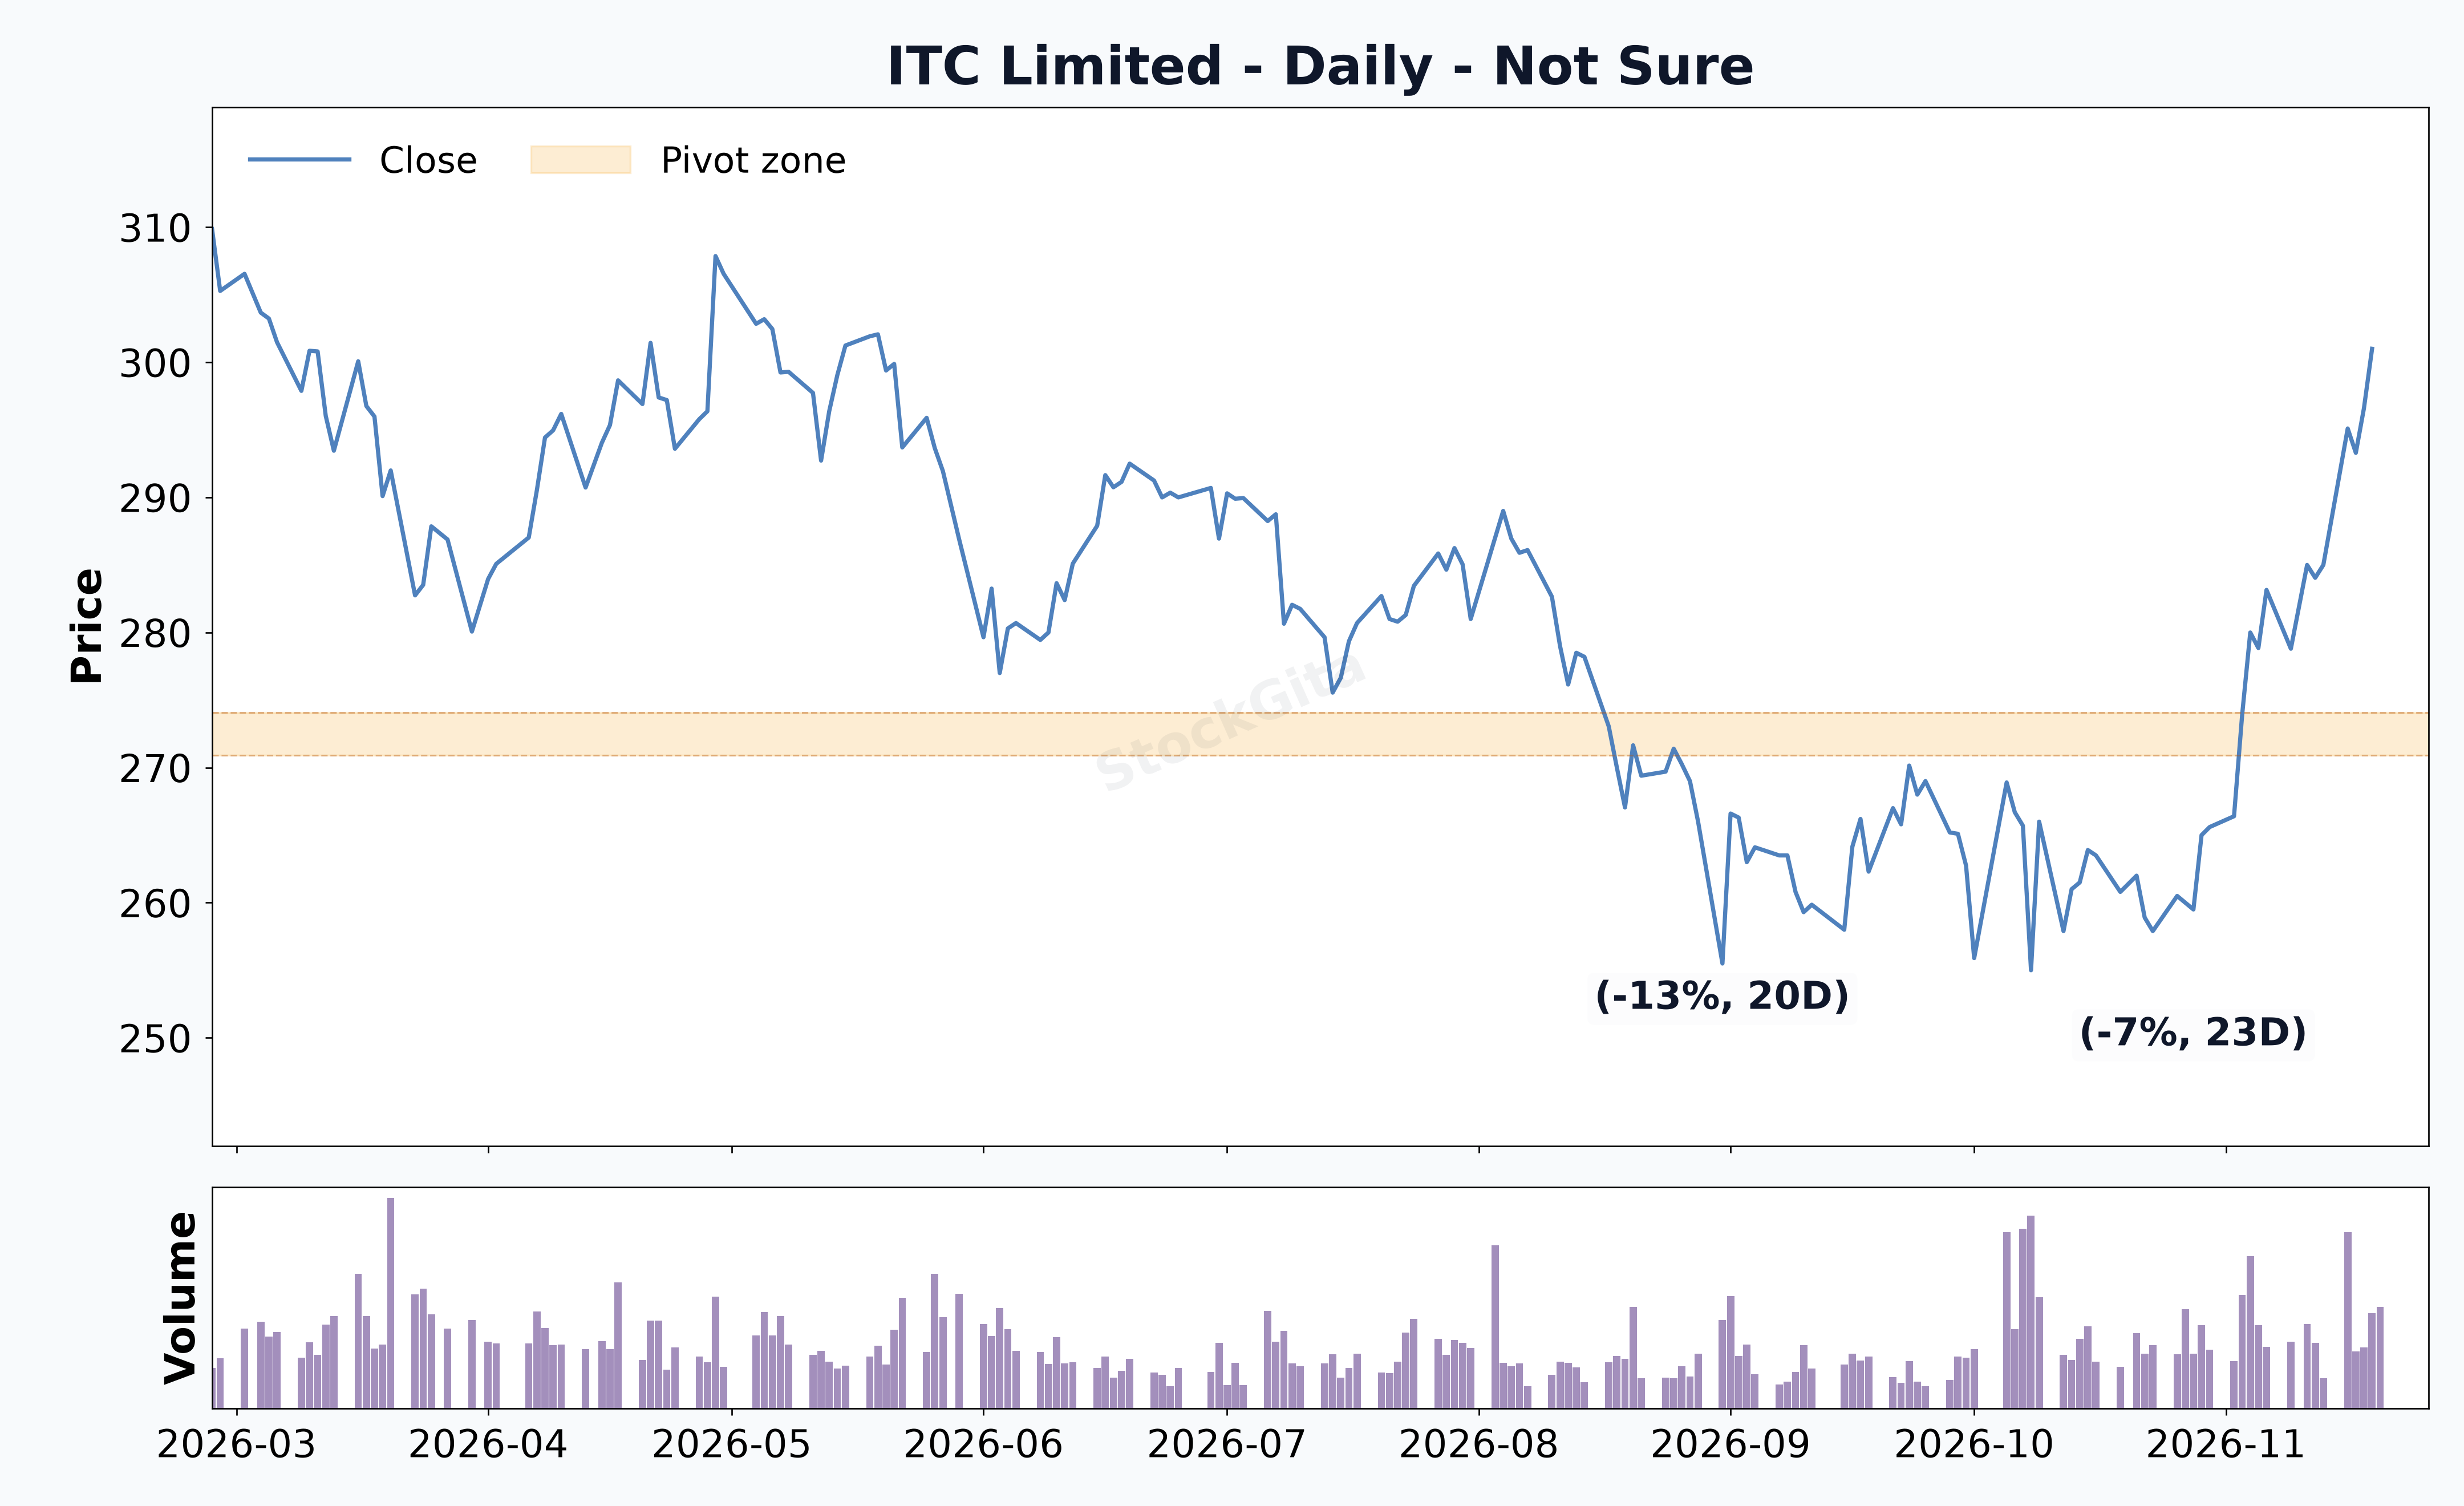 ITC Limited - Daily - Not Sure
Close
Pivot zone
Price
310
300
290
280
270
260
250
StockGita
(-13%, 20D)
(-7%, 23D)
Volume
2026-03
2026-04
2026-05
2026-06
2026-07
2026-08
2026-09
2026-10
2026-11